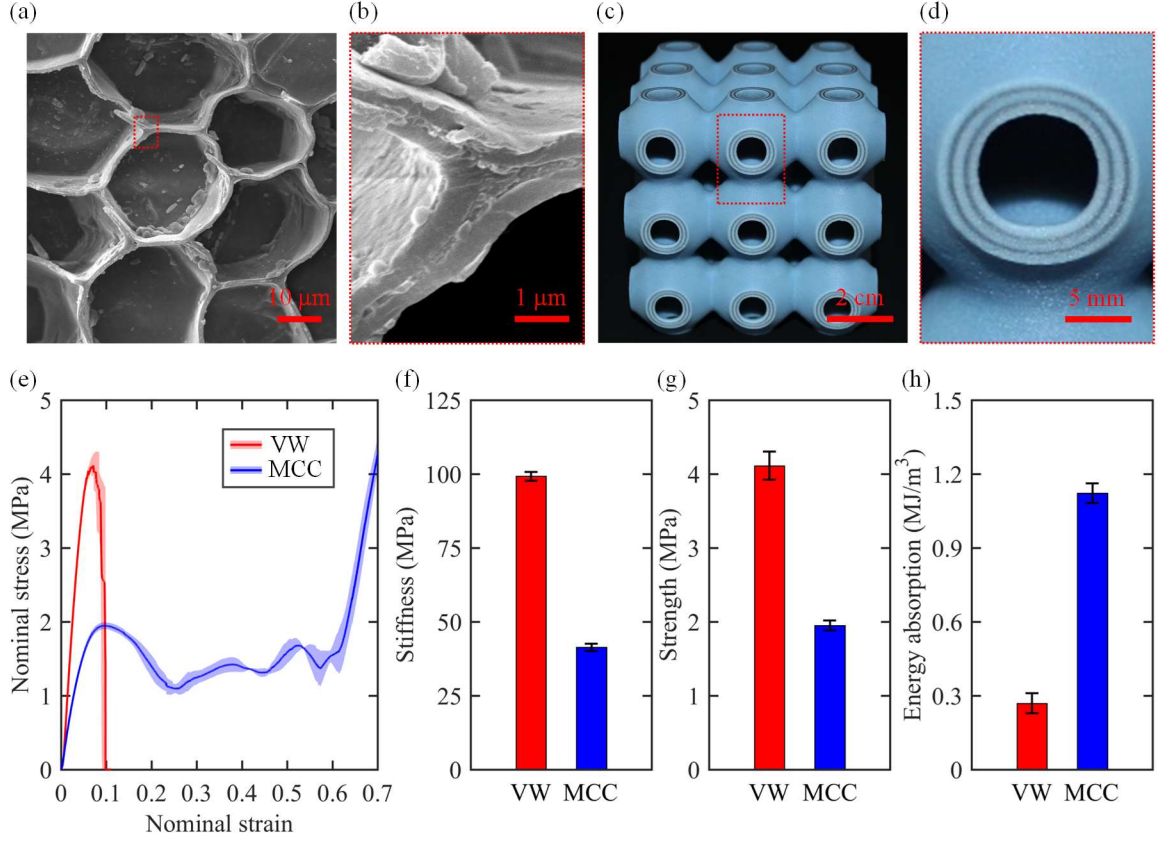 (a)
(b)
(c)
(d)
10 μm
1 μm
2 cm
5 mm
(e)
5
4
3
2
1
0
Nominal stress (MPa)
VW
MCC
0 0.1 0.2 0.3 0.4 0.5 0.6 0.7
Nominal strain
(f)
125
100
75
50
25
0
Stiffness (MPa)
VW MCC
(g)
5
4
3
2
1
0
Strength (MPa)
VW MCC
(h)
1.5
1.2
0.9
0.6
0.3
0
Energy absorption (MJ/m³)
VW MCC